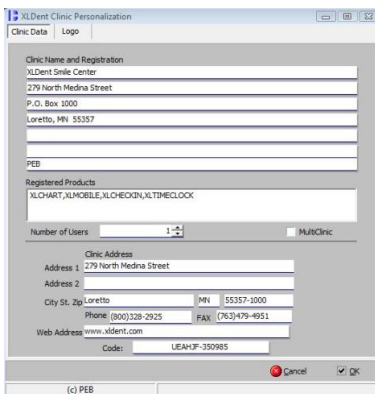 XLDent Clinic Personalization
Clinic Data Logo
Clinic Name and Registration
XLDent Smile Center
279 North Medina Street
P.O. Box 1000
Loretto, MN 55357
PEB
Registered Products
XLCHART,XLMOBILE,XLCHECKIN,XLTIMECLOCK
Number of Users 1 MultiClinic
Clinic Address
Address 1 279 North Medina Street
Address 2
City St. Zip Loretto MN 55357-1000
Phone (800)328-2925 FAX (763)479-4951
Web Address www.xldent.com
Code: UEAHJF-350985
Cancel OK
(c) PEB